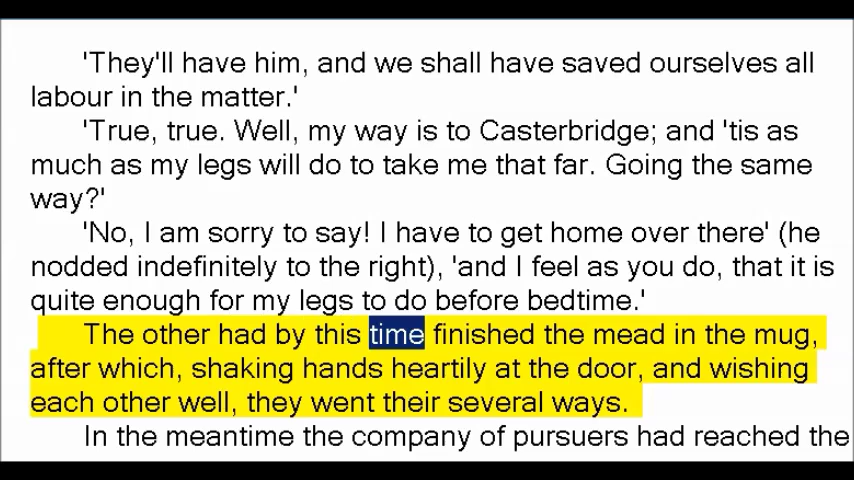 'They'll have him, and we shall have saved ourselves all
labour in the matter.'
'True, true. Well, my way is to Casterbridge; and 'tis as
much as my legs will do to take me that far. Going the same
way?'
'No, I am sorry to say! I have to get home over there' (he
nodded indefinitely to the right), 'and I feel as you do, that it is
quite enough for my legs to do before bedtime.'
The other had by this time finished the mead in the mug,
after which, shaking hands heartily at the door, and wishing
each other well, they went their several ways.
In the meantime the company of pursuers had reached the